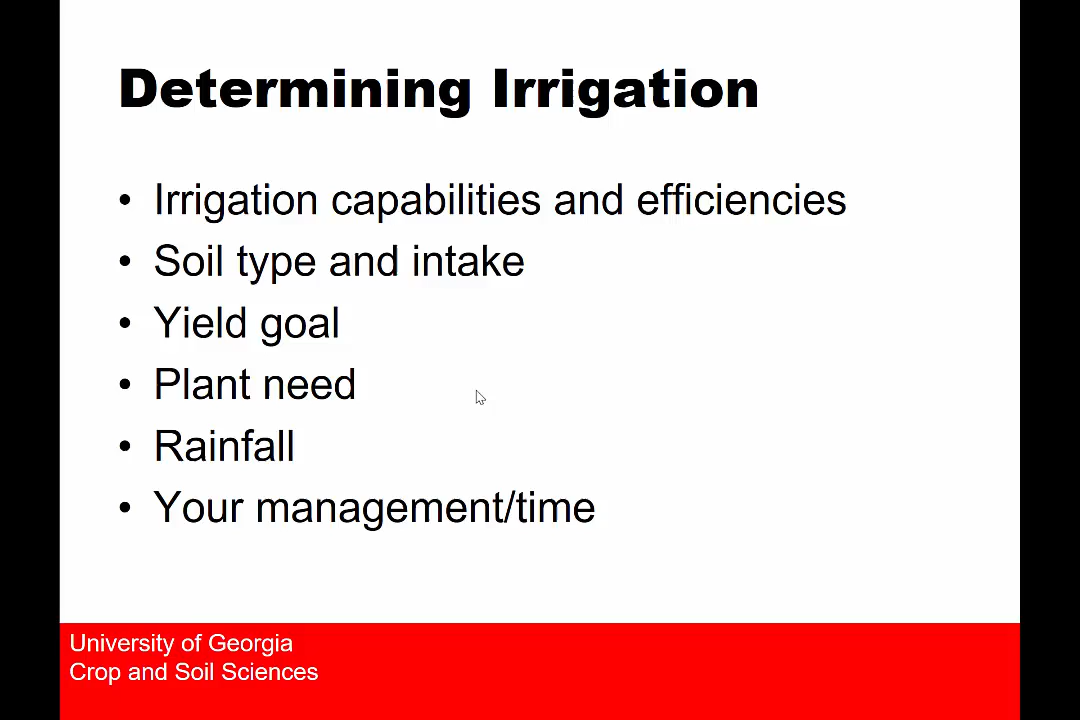 Determining Irrigation
• Irrigation capabilities and efficiencies
• Soil type and intake
• Yield goal
• Plant need
• Rainfall
• Your management/time
University of Georgia
Crop and Soil Sciences